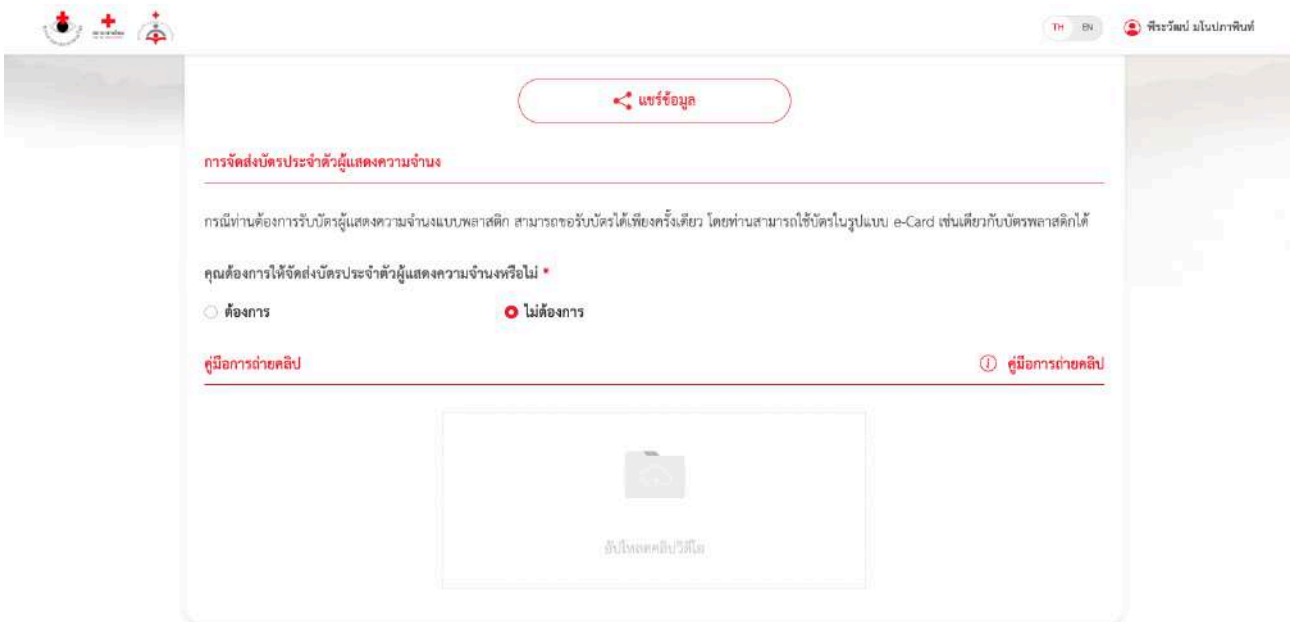 TH EN
พีระวัฒน์ มโนปภาพินท์
แชร์ข้อมูล
การจัดส่งบัตรประจำตัวผู้แสดงความจำนง
กรณีท่านต้องการรับบัตรผู้แสดงความจำนงแบบพลาสติก สามารถขอรับบัตรได้เพียงครั้งเดียว โดยท่านสามารถใช้บัตรในรูปแบบ e-Card เช่นเดียวกับบัตรพลาสติกได้
คุณต้องการให้จัดส่งบัตรประจำตัวผู้แสดงความจำนงหรือไม่ *
ต้องการ ไม่ต้องการ
คู่มือการถ่ายคลิป คู่มือการถ่ายคลิป
อัปโหลดคลิปวิดีโอ